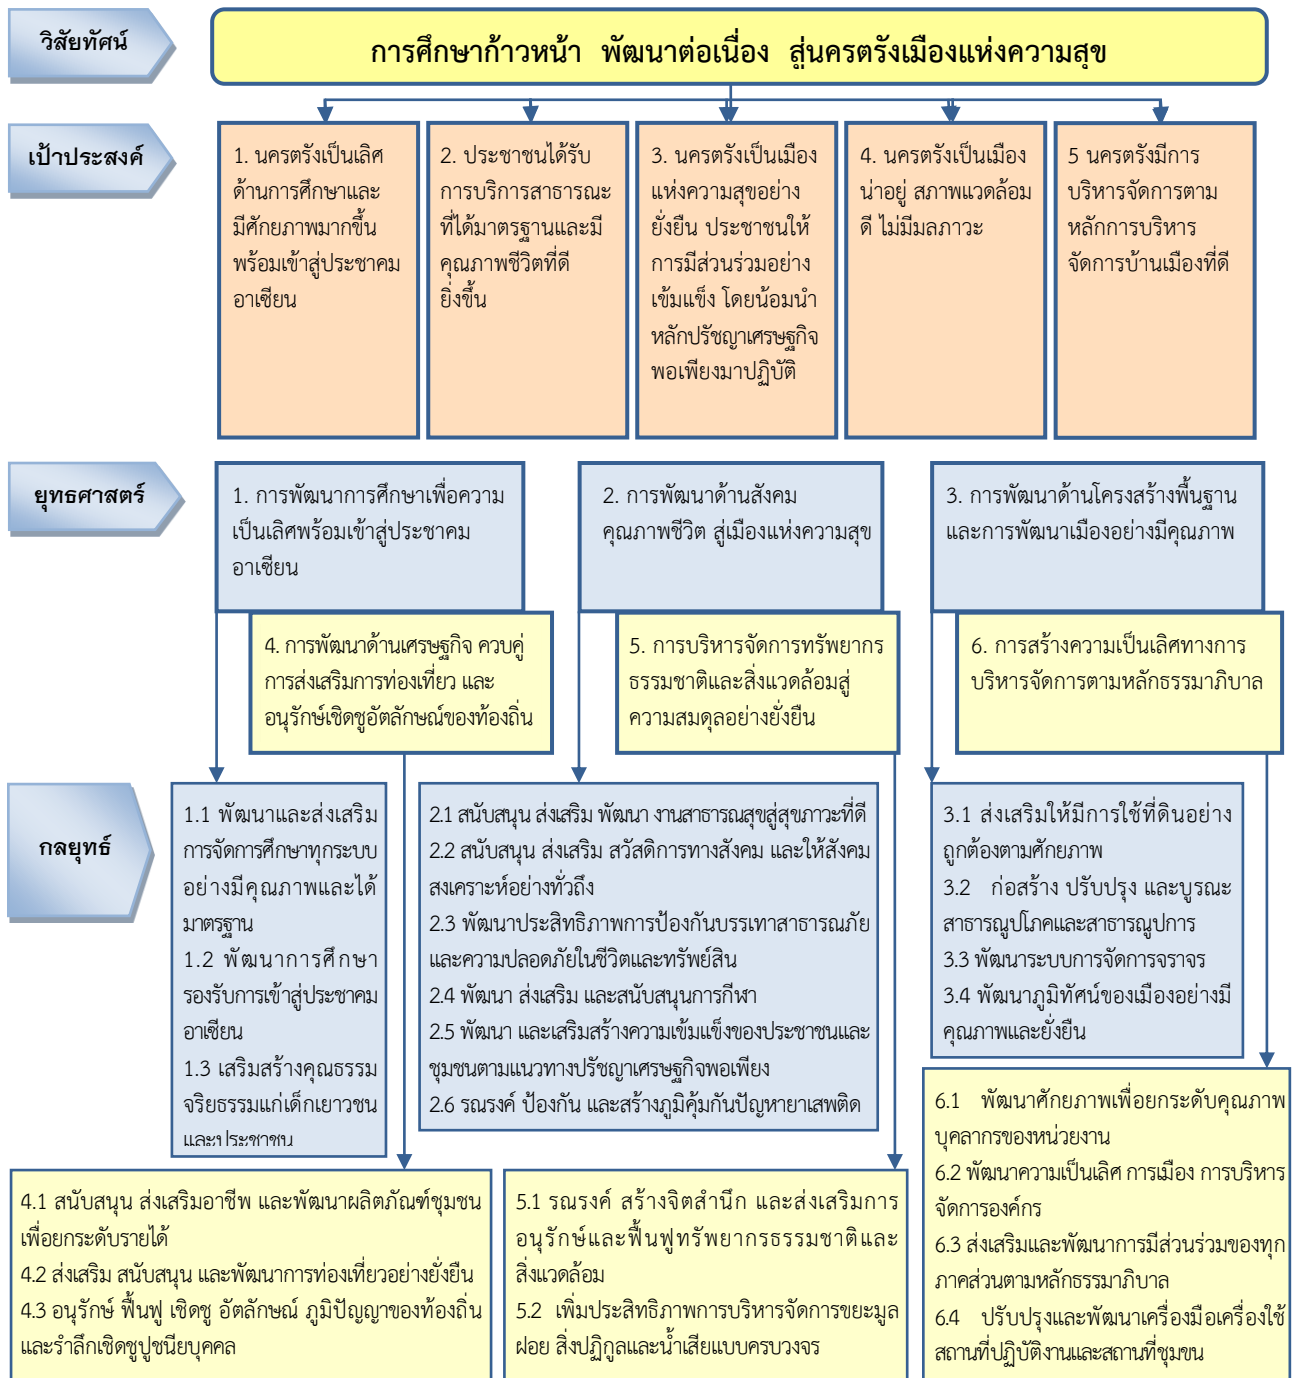 วิสัยทัศน์
การศึกษาก้าวหน้า พัฒนาต่อเนื่อง สู่นครตรังเมืองแห่งความสุข
เป้าประสงค์
1. นครตรังเป็นเลิศ
ด้านการศึกษาและ
มีศักยภาพมากขึ้น
พร้อมเข้าสู่ประชาคม
อาเซียน
2. ประชาชนได้รับ
การบริการสาธารณะ
ที่ได้มาตรฐานและมี
คุณภาพชีวิตที่ดี
ยิ่งขึ้น
3. นครตรังเป็นเมือง
แห่งความสุขอย่าง
ยั่งยืน ประชาชนให้
การมีส่วนร่วมอย่าง
เข้มแข็ง โดยน้อมนำ
หลักปรัชญาเศรษฐกิจ
พอเพียงมาปฏิบัติ
4. นครตรังเป็นเมือง
น่าอยู่ สภาพแวดล้อม
ดี ไม่มีมลภาวะ
5 นครตรังมีการ
บริหารจัดการตาม
หลักการบริหาร
จัดการบ้านเมืองที่ดี
ยุทธศาสตร์
1. การพัฒนาการศึกษาเพื่อความ
เป็นเลิศพร้อมเข้าสู่ประชาคม
อาเซียน
2. การพัฒนาด้านสังคม
คุณภาพชีวิต สู่เมืองแห่งความสุข
3. การพัฒนาด้านโครงสร้างพื้นฐาน
และการพัฒนาเมืองอย่างมีคุณภาพ
4. การพัฒนาด้านเศรษฐกิจ ควบคู่
การส่งเสริมการท่องเที่ยว และ
อนุรักษ์เชิดชูอัตลักษณ์ของท้องถิ่น
5. การบริหารจัดการทรัพยากร
ธรรมชาติและสิ่งแวดล้อมสู่
ความสมดุลอย่างยั่งยืน
6. การสร้างความเป็นเลิศทางการ
บริหารจัดการตามหลักธรรมาภิบาล
กลยุทธ์
1.1 พัฒนาและส่งเสริม
การจัดการศึกษาทุกระบบ
อย่างมีคุณภาพและได้
มาตรฐาน
1.2 พัฒนาการศึกษา
รองรับการเข้าสู่ประชาคม
อาเซียน
1.3 เสริมสร้างคุณธรรม
จริยธรรมแก่เด็กเยาวชน
และประชาชน
2.1 สนับสนุน ส่งเสริม พัฒนา งานสาธารณสุขสู่สุขภาวะที่ดี
2.2 สนับสนุน ส่งเสริม สวัสดิการทางสังคม และให้สังคม
สงเคราะห์อย่างทั่วถึง
2.3 พัฒนาประสิทธิภาพการป้องกันบรรเทาสาธารณภัย
และความปลอดภัยในชีวิตและทรัพย์สิน
2.4 พัฒนา ส่งเสริม และสนับสนุนการกีฬา
2.5 พัฒนา และเสริมสร้างความเข้มแข็งของประชาชนและ
ชุมชนตามแนวทางปรัชญาเศรษฐกิจพอเพียง
2.6 รณรงค์ ป้องกัน และสร้างภูมิคุ้มกันปัญหายาเสพติด
3.1 ส่งเสริมให้มีการใช้ที่ดินอย่าง
ถูกต้องตามศักยภาพ
3.2 ก่อสร้าง ปรับปรุง และบูรณะ
สาธารณูปโภคและสาธารณูปการ
3.3 พัฒนาระบบการจัดการจราจร
3.4 พัฒนาภูมิทัศน์ของเมืองอย่างมี
คุณภาพและยั่งยืน
4.1 สนับสนุน ส่งเสริมอาชีพ และพัฒนาผลิตภัณฑ์ชุมชน
เพื่อยกระดับรายได้
4.2 ส่งเสริม สนับสนุน และพัฒนาการท่องเที่ยวอย่างยั่งยืน
4.3 อนุรักษ์ ฟื้นฟู เชิดชู อัตลักษณ์ ภูมิปัญญาของท้องถิ่น
และรำลึกเชิดชูปูชนียบุคคล
5.1 รณรงค์ สร้างจิตสำนึก และส่งเสริมการ
อนุรักษ์และฟื้นฟูทรัพยากรธรรมชาติและ
สิ่งแวดล้อม
5.2 เพิ่มประสิทธิภาพการบริหารจัดการขยะมูล
ฝอย สิ่งปฏิกูลและน้ำเสียแบบครบวงจร
6.1 พัฒนาศักยภาพเพื่อยกระดับคุณภาพ
บุคลากรของหน่วยงาน
6.2 พัฒนาความเป็นเลิศ การเมือง การบริหาร
จัดการองค์กร
6.3 ส่งเสริมและพัฒนาการมีส่วนร่วมของทุก
ภาคส่วนตามหลักธรรมาภิบาล
6.4 ปรับปรุงและพัฒนาเครื่องมือเครื่องใช้
สถานที่ปฏิบัติงานและสถานที่ชุมขน